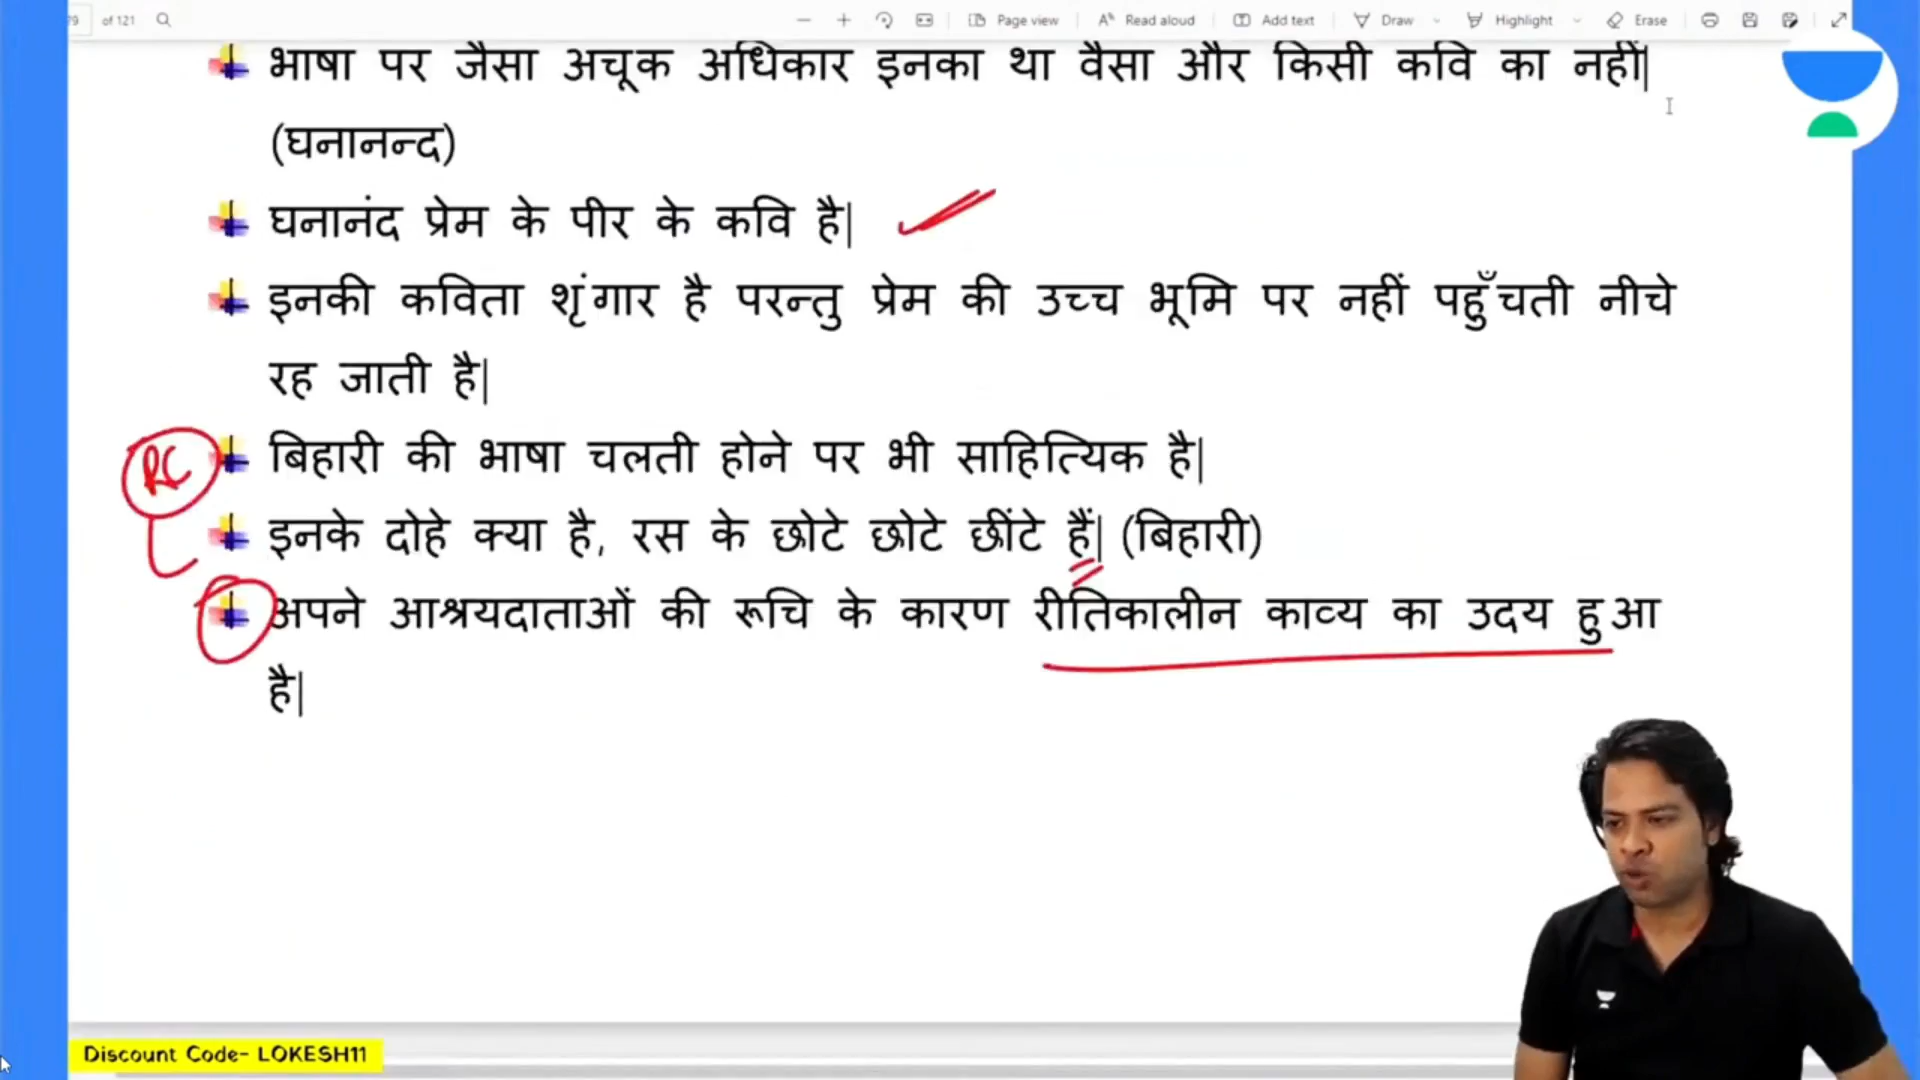 of 121 Page view Read aloud Add text Draw Highlight Erase
भाषा पर जैसा अचूक अधिकार इनका था वैसा और किसी कवि का नहीं|
(घनानन्द)
घनानंद प्रेम के पीर के कवि है|
इनकी कविता शृंगार है परन्तु प्रेम की उच्च भूमि पर नहीं पहुँचती नीचे
रह जाती है|
RC
बिहारी की भाषा चलती होने पर भी साहित्यिक है|
इनके दोहे क्या है, रस के छोटे छोटे छींटे हैं| (बिहारी)
अपने आश्रयदाताओं की रूचि के कारण रीतिकालीन काव्य का उदय हुआ
है|
Discount Code- LOKESH11